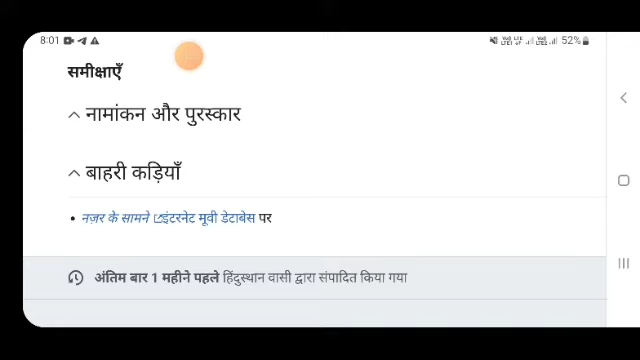 8:01 52%
समीक्षाएँ
नामांकन और पुरस्कार
बाहरी कड़ियाँ
नज़र के सामने इंटरनेट मूवी डेटाबेस पर
अंतिम बार 1 महीने पहले हिंदुस्थान वासी द्वारा संपादित किया गया